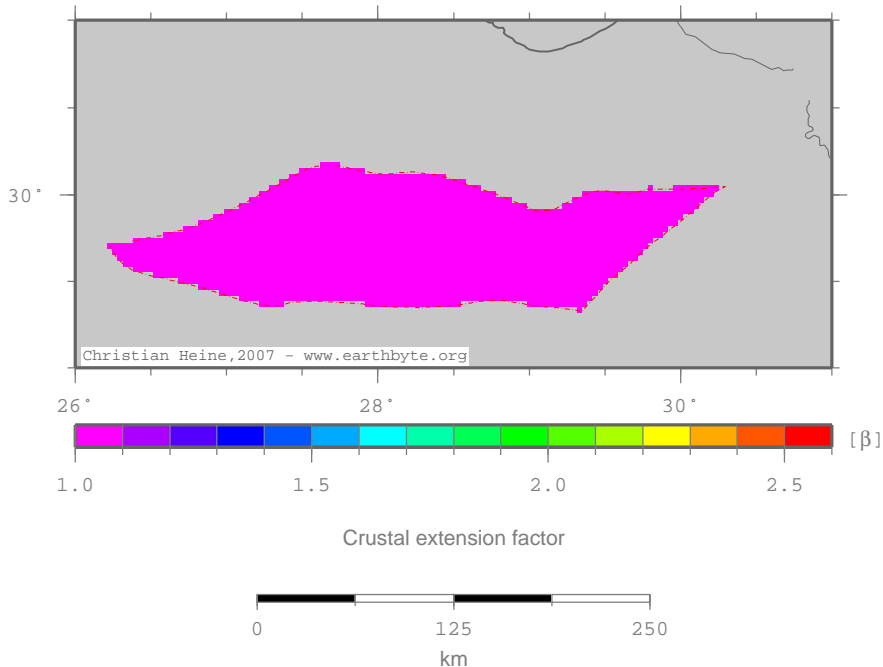 30°
Christian Heine,2007 - www.earthbyte.org
26° 28° 30°
[β]
1.0 1.5 2.0 2.5
Crustal extension factor
0 125 250
km